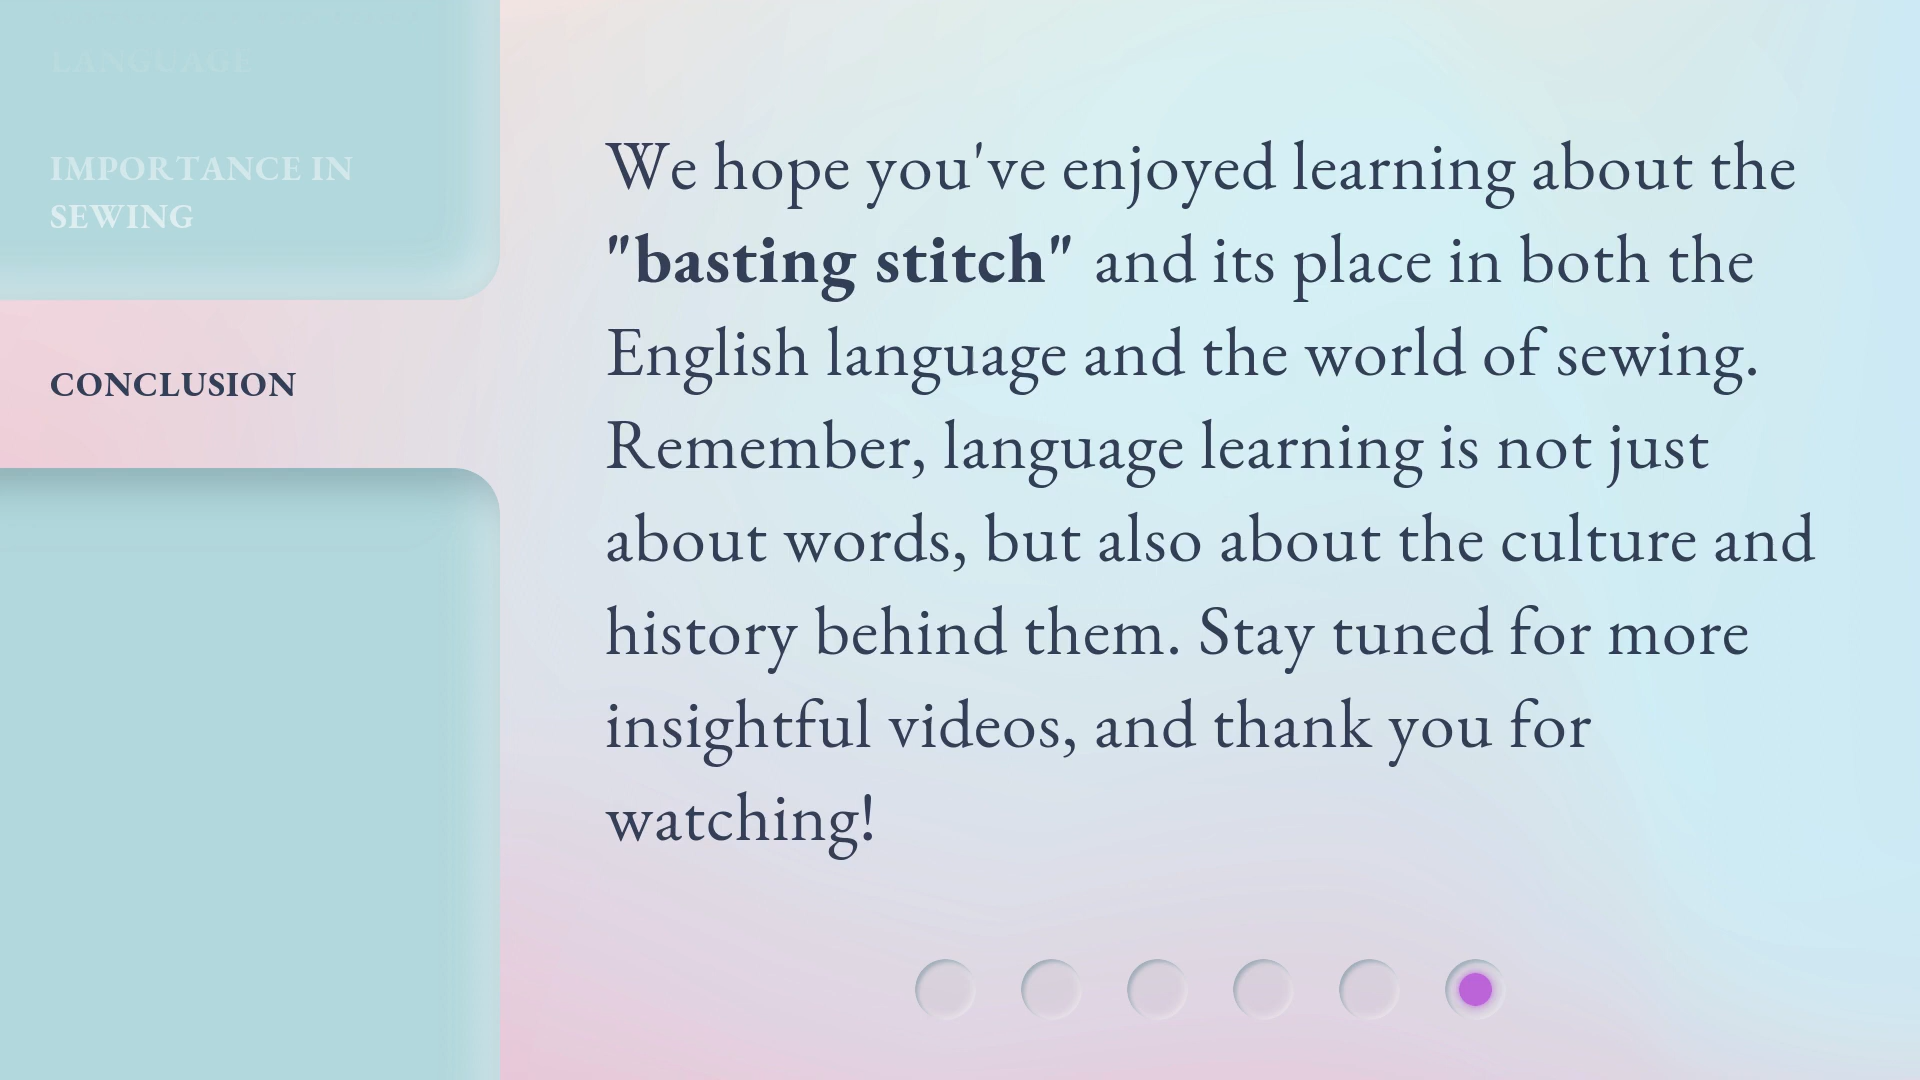 LANGUAGE
IMPORTANCE IN
SEWING
CONCLUSION
We hope you've enjoyed learning about the
"basting stitch" and its place in both the
English language and the world of sewing.
Remember, language learning is not just
about words, but also about the culture and
history behind them. Stay tuned for more
insightful videos, and thank you for
watching!